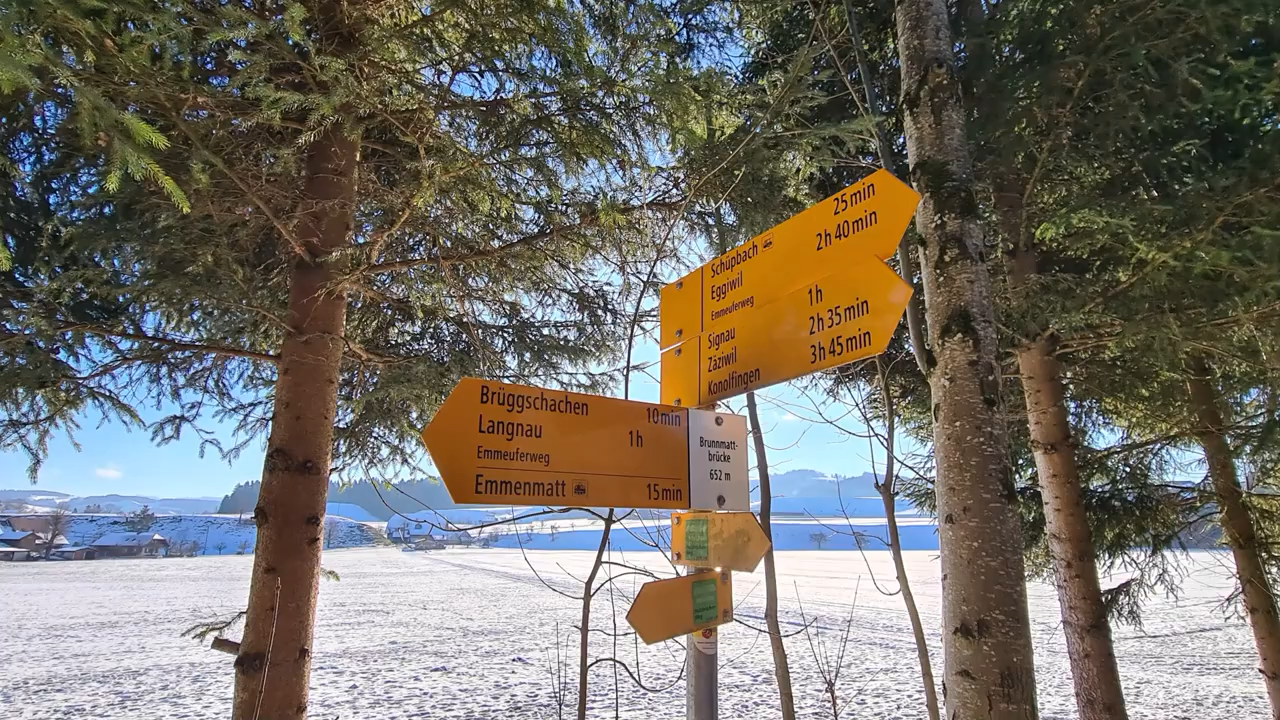 Schüpbach 25 min
Eggiwil 2 h 40 min
Emmeuferweg
Signau 1 h
Zäziwil 2 h 35 min
Konolfingen 3 h 45 min
Brüggschachen 10 min
Langnau 1 h
Emmeuferweg
Emmenmatt 15 min
Brunnmatt-
brücke
652 m